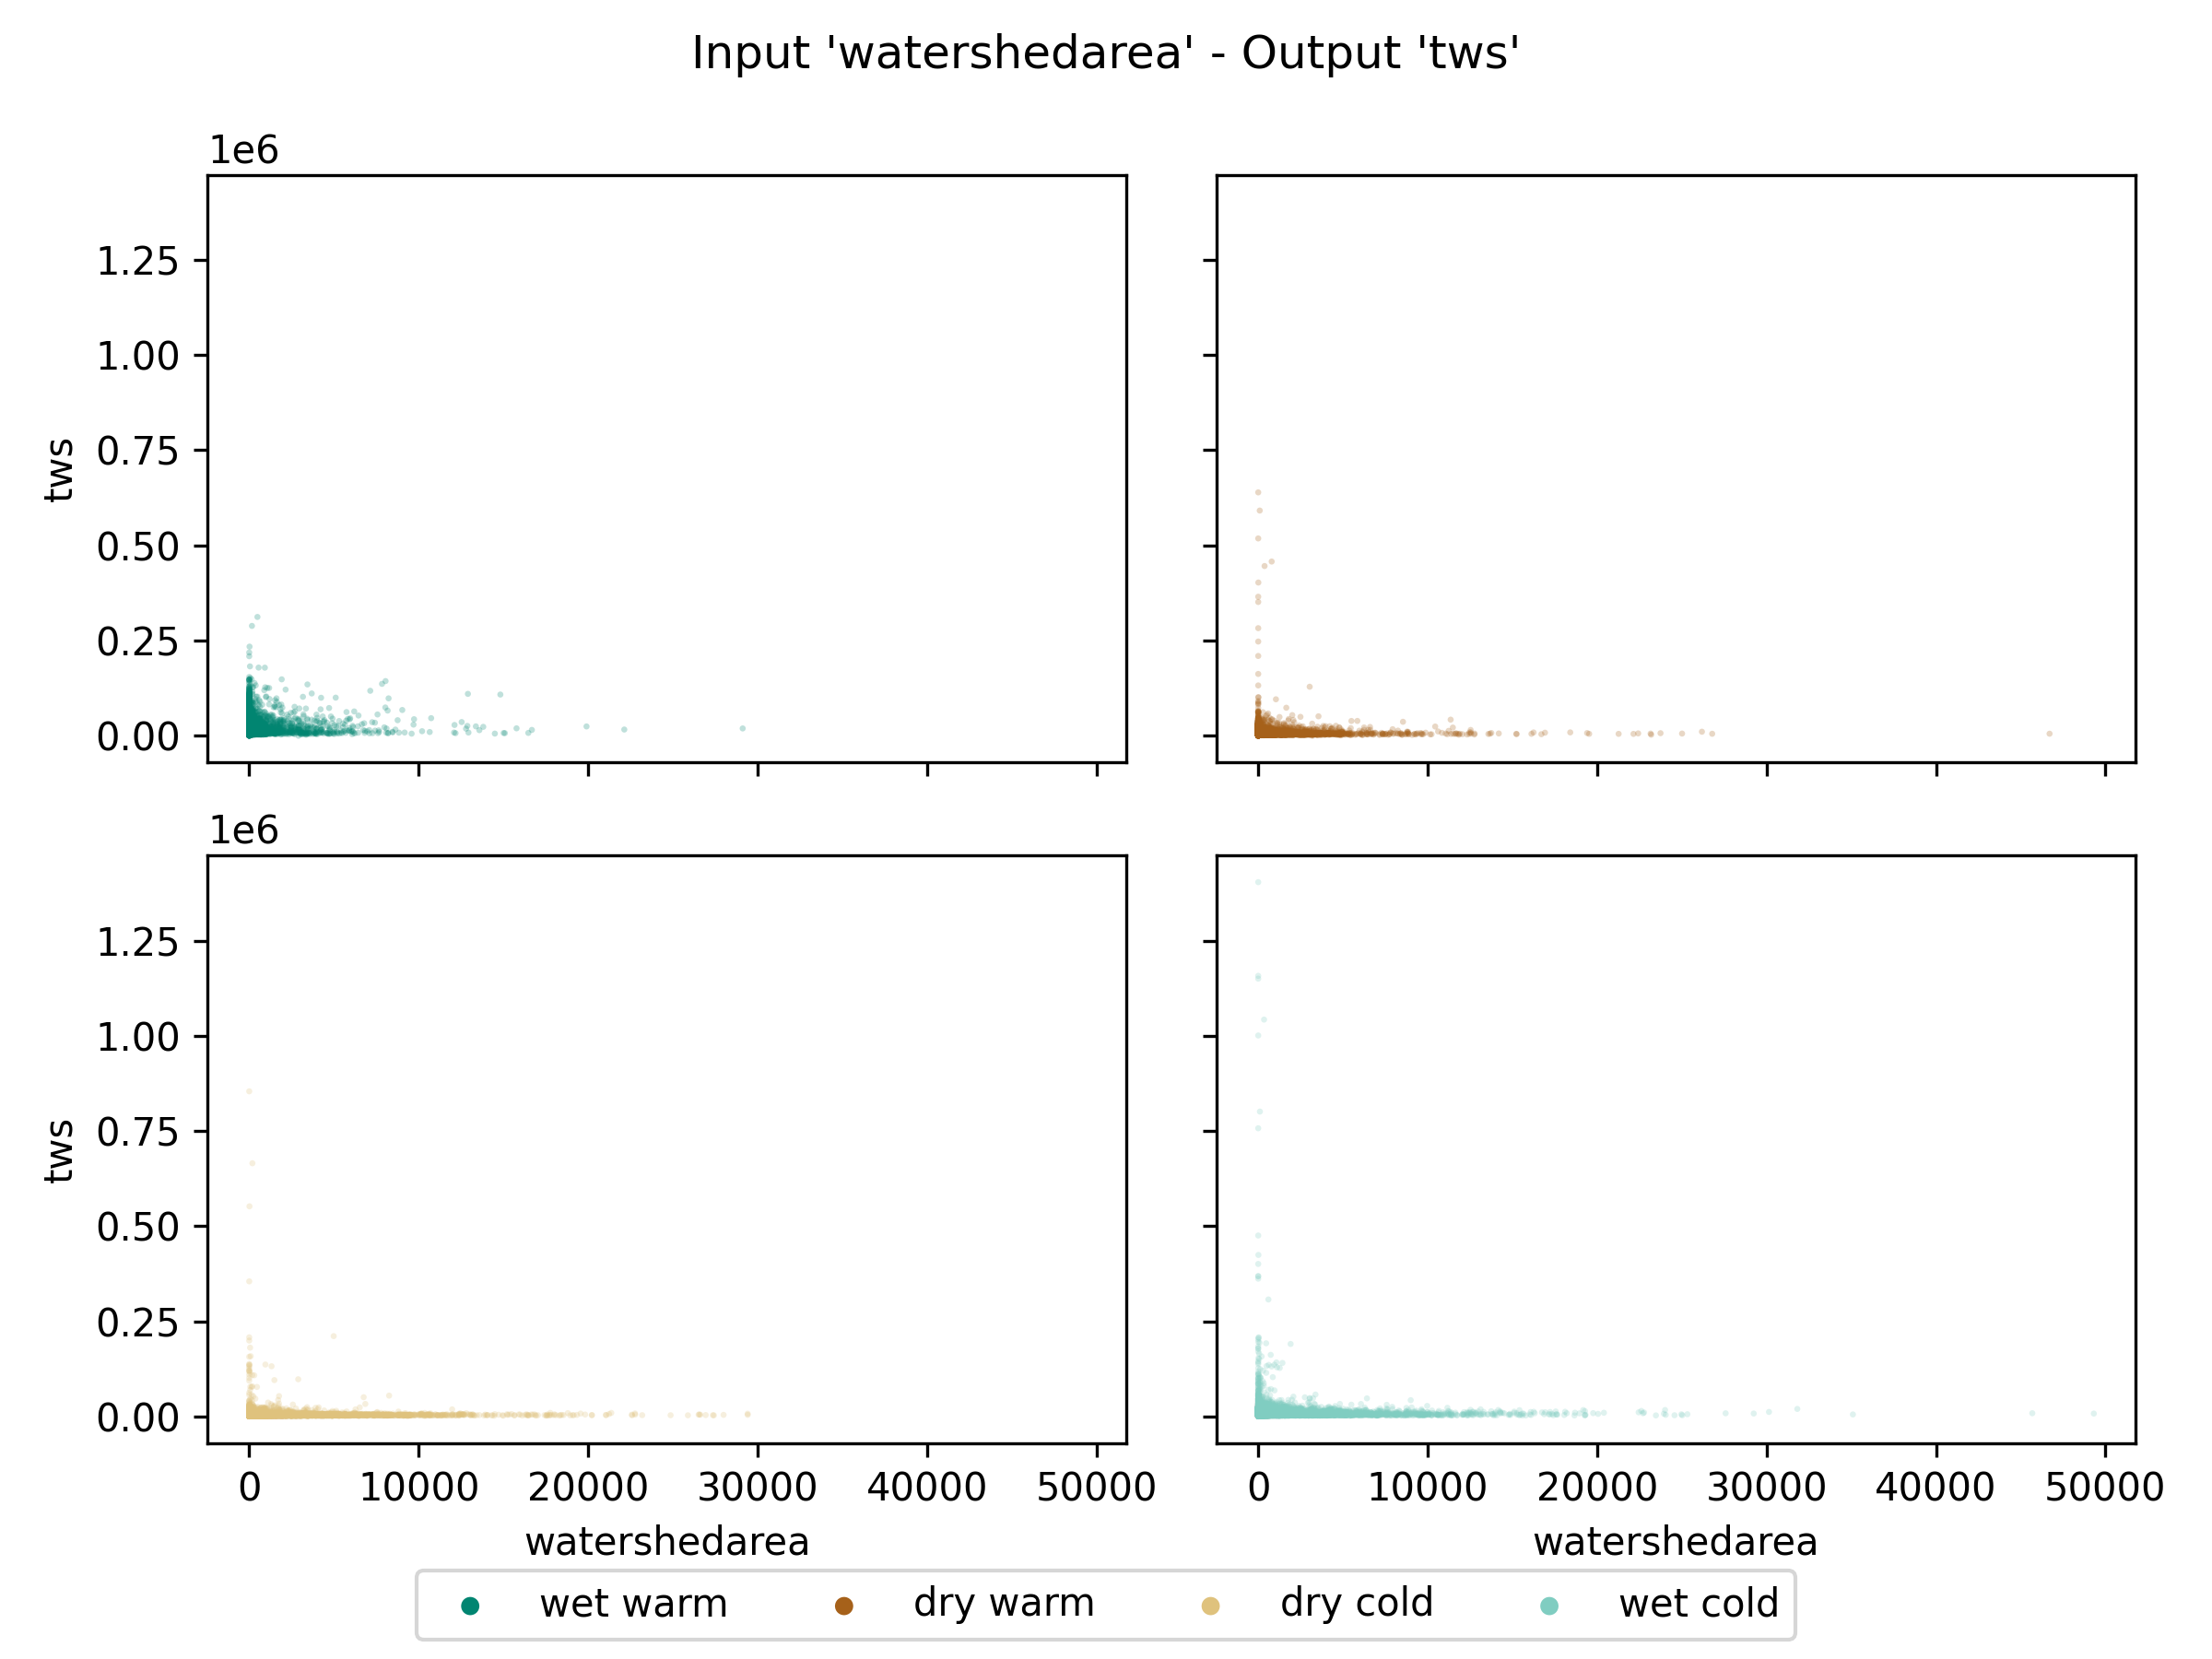 Input 'watershedarea' - Output 'tws'
1e6
1.25
1.00
0.75
0.50
0.25
0.00
tws
1e6
1.25
1.00
0.75
0.50
0.25
0.00
tws
0 10000 20000 30000 40000 50000
0 10000 20000 30000 40000 50000
watershedarea
watershedarea
wet warm dry warm dry cold wet cold